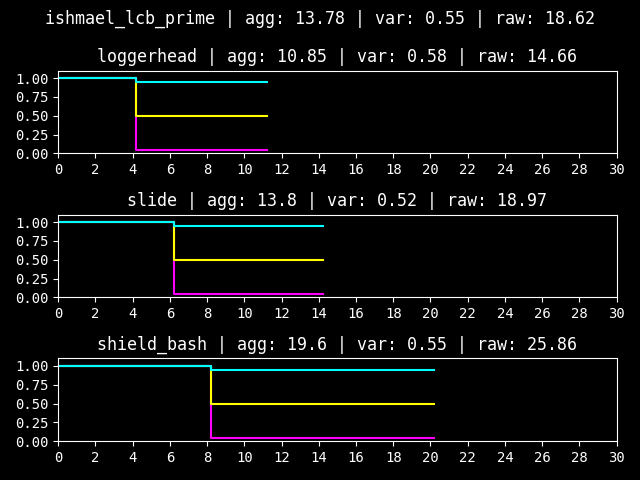 ishmael_lcb_prime | agg: 13.78 | var: 0.55 | raw: 18.62
loggerhead | agg: 10.85 | var: 0.58 | raw: 14.66
1.00
0.75
0.50
0.25
0.00
0 2 4 6 8 10 12 14 16 18 20 22 24 26 28 30
slide | agg: 13.8 | var: 0.52 | raw: 18.97
1.00
0.75
0.50
0.25
0.00
0 2 4 6 8 10 12 14 16 18 20 22 24 26 28 30
shield_bash | agg: 19.6 | var: 0.55 | raw: 25.86
1.00
0.75
0.50
0.25
0.00
0 2 4 6 8 10 12 14 16 18 20 22 24 26 28 30